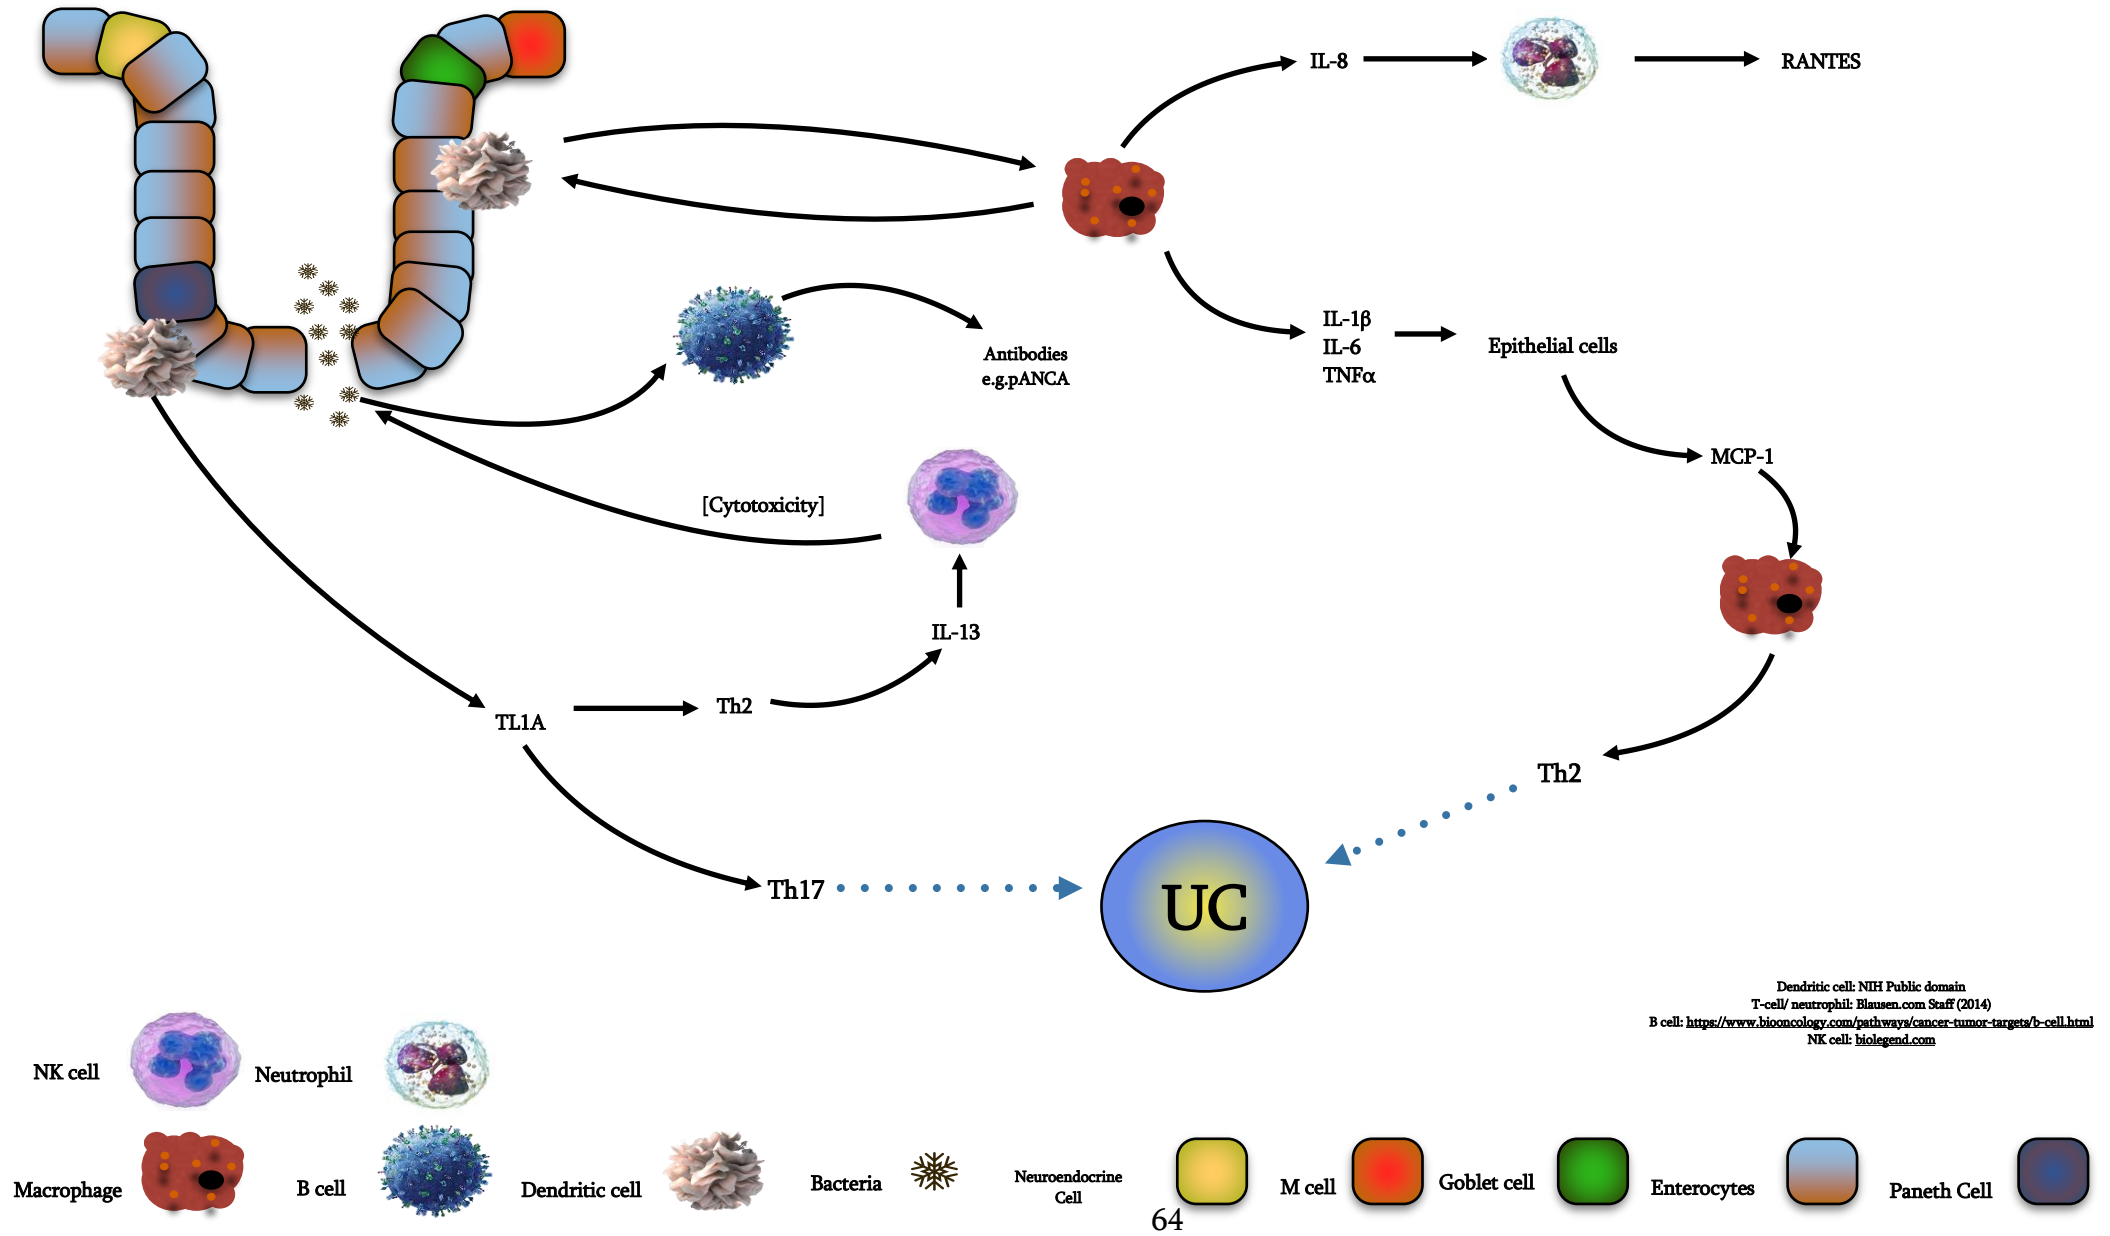 IL-8
RANTES
IL-1β
IL-6
TNFα
Epithelial cells
Antibodies
e.g.pANCA
MCP-1
[Cytotoxicity]
IL-13
TL1A
Th2
Th2
Th17
UC
Dendritic cell: NIH Public domain
T-cell/ neutrophil: Blausen.com Staff (2014)
B cell: https://www.biooncology.com/pathways/cancer-tumor-targets/b-cell.html
NK cell: biolegend.com
NK cell
Neutrophil
Macrophage
B cell
Dendritic cell
Bacteria
Neuroendocrine
Cell
M cell
Goblet cell
Enterocytes
Paneth Cell
64